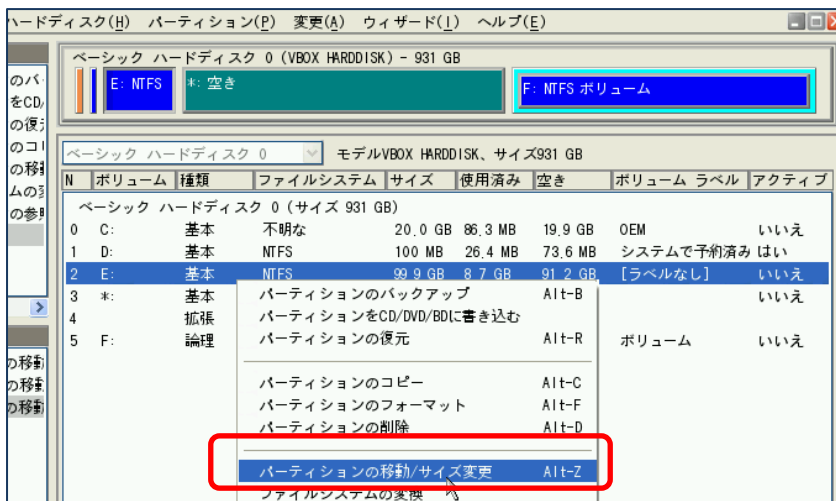 ハードディスク(H) パーティション(P) 変更(A) ウィザード(I) ヘルプ(E)
ベーシック ハードディスク 0 (VBOX HARDDISK) - 931 GB
E: NTFS
*: 空き
F: NTFS ボリューム
のバ
をCD/
の復
のコ
の移
ムの
の参
ベーシック ハードディスク 0 モデルVBOX HARDDISK、サイズ931 GB
N ボリューム 種類 ファイルシステム サイズ 使用済み 空き ボリューム ラベル アクティブ
ベーシック ハードディスク 0 (サイズ 931 GB)
0 C: 基本 不明な 20.0 GB 86.3 MB 19.9 GB OEM いいえ
1 D: 基本 NTFS 100 MB 26.4 MB 73.6 MB システムで予約済み はい
2 E: 基本 NTFS 99.9 GB 8.7 GB 91.2 GB [ラベルなし] いいえ
3 *: 基本 いいえ
4 拡張
5 F: 論理 ボリューム いいえ
パーティションのバックアップ Alt-B
パーティションをCD/DVD/BDに書き込む
パーティションの復元 Alt-R
パーティションのコピー Alt-C
パーティションのフォーマット Alt-F
パーティションの削除 Alt-D
パーティションの移動/サイズ変更 Alt-Z
ファイルシステムの変換
の移動
の移動
の移動